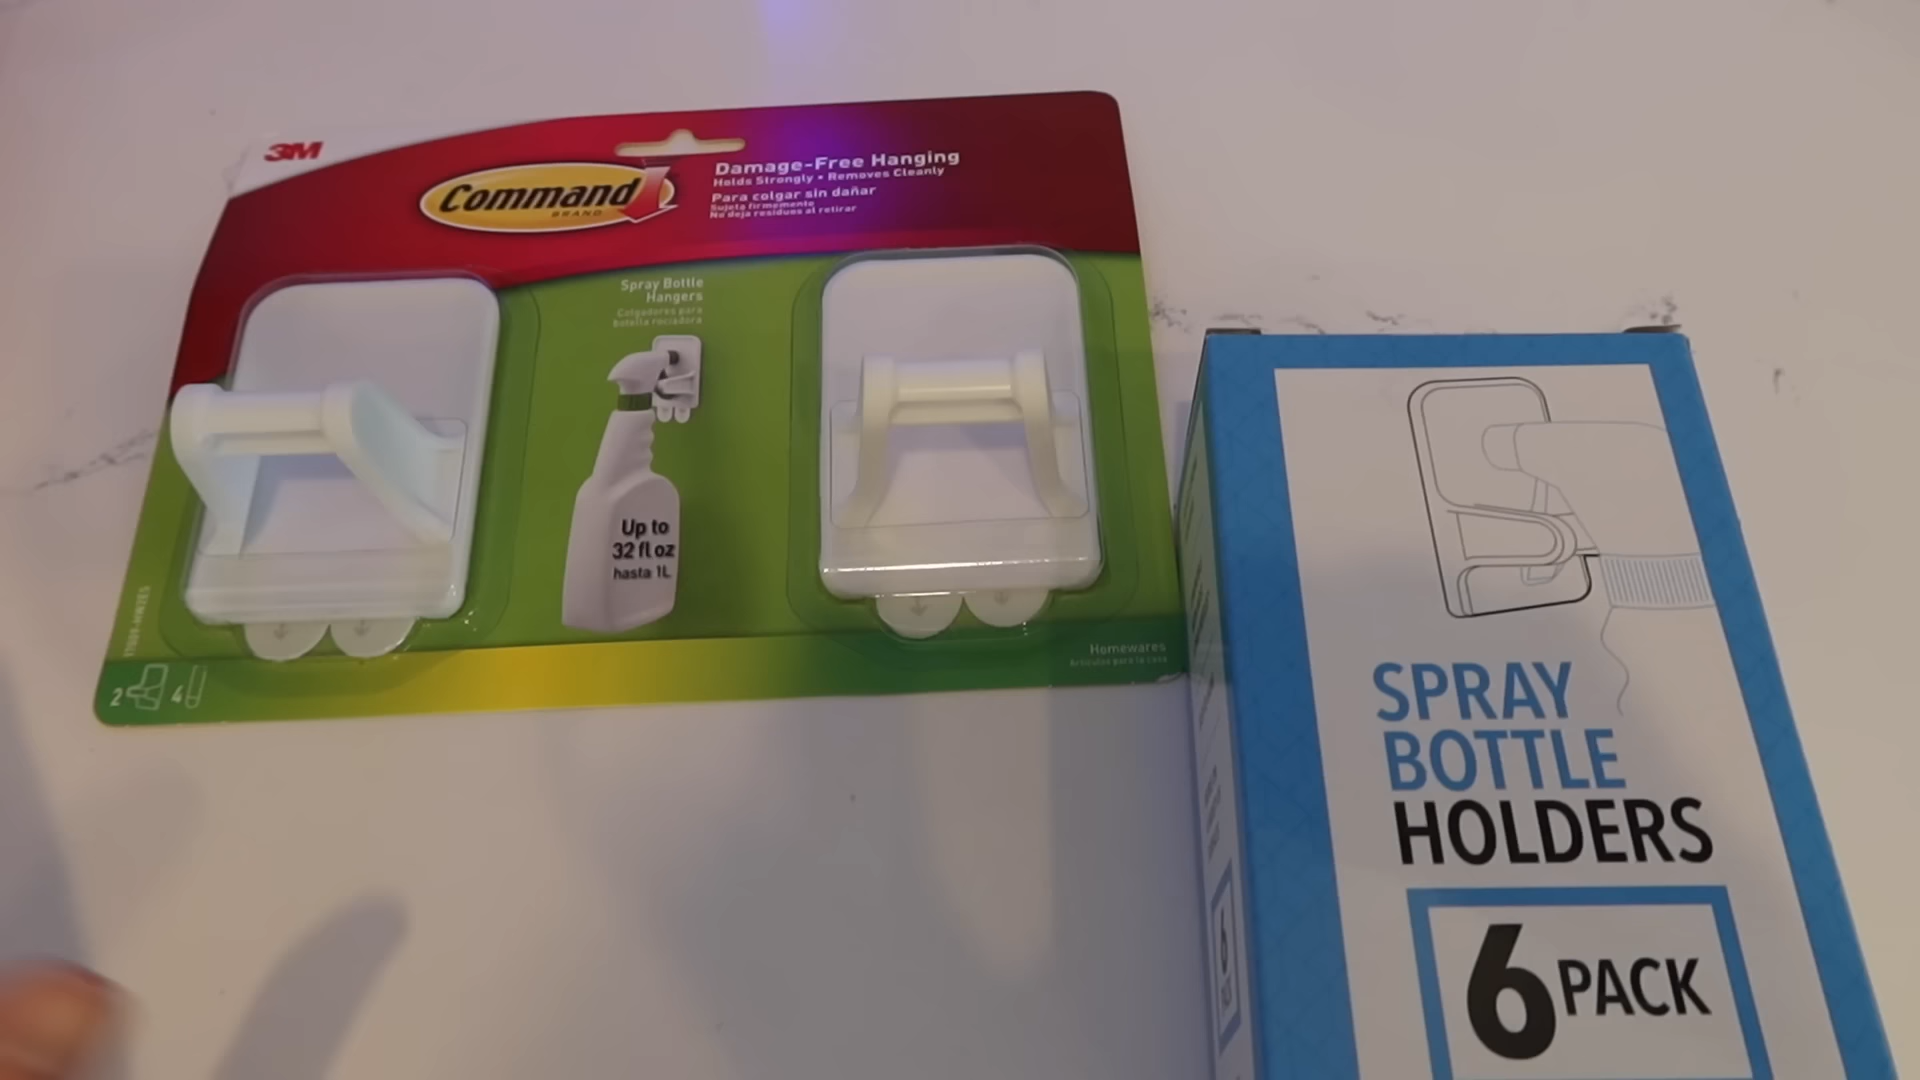 3M
Command
BRAND
Damage-Free Hanging
Holds Strongly • Removes Cleanly
Para colgar sin dañar
Sujeta firmemente
No deja residuos al retirar
Spray Bottle
Hangers
Colgadores para
botella rociadora
Up to
32 fl oz
hasta 1L
2
4
Homewares
Artículos para la casa
SPRAY
BOTTLE
HOLDERS
6 PACK